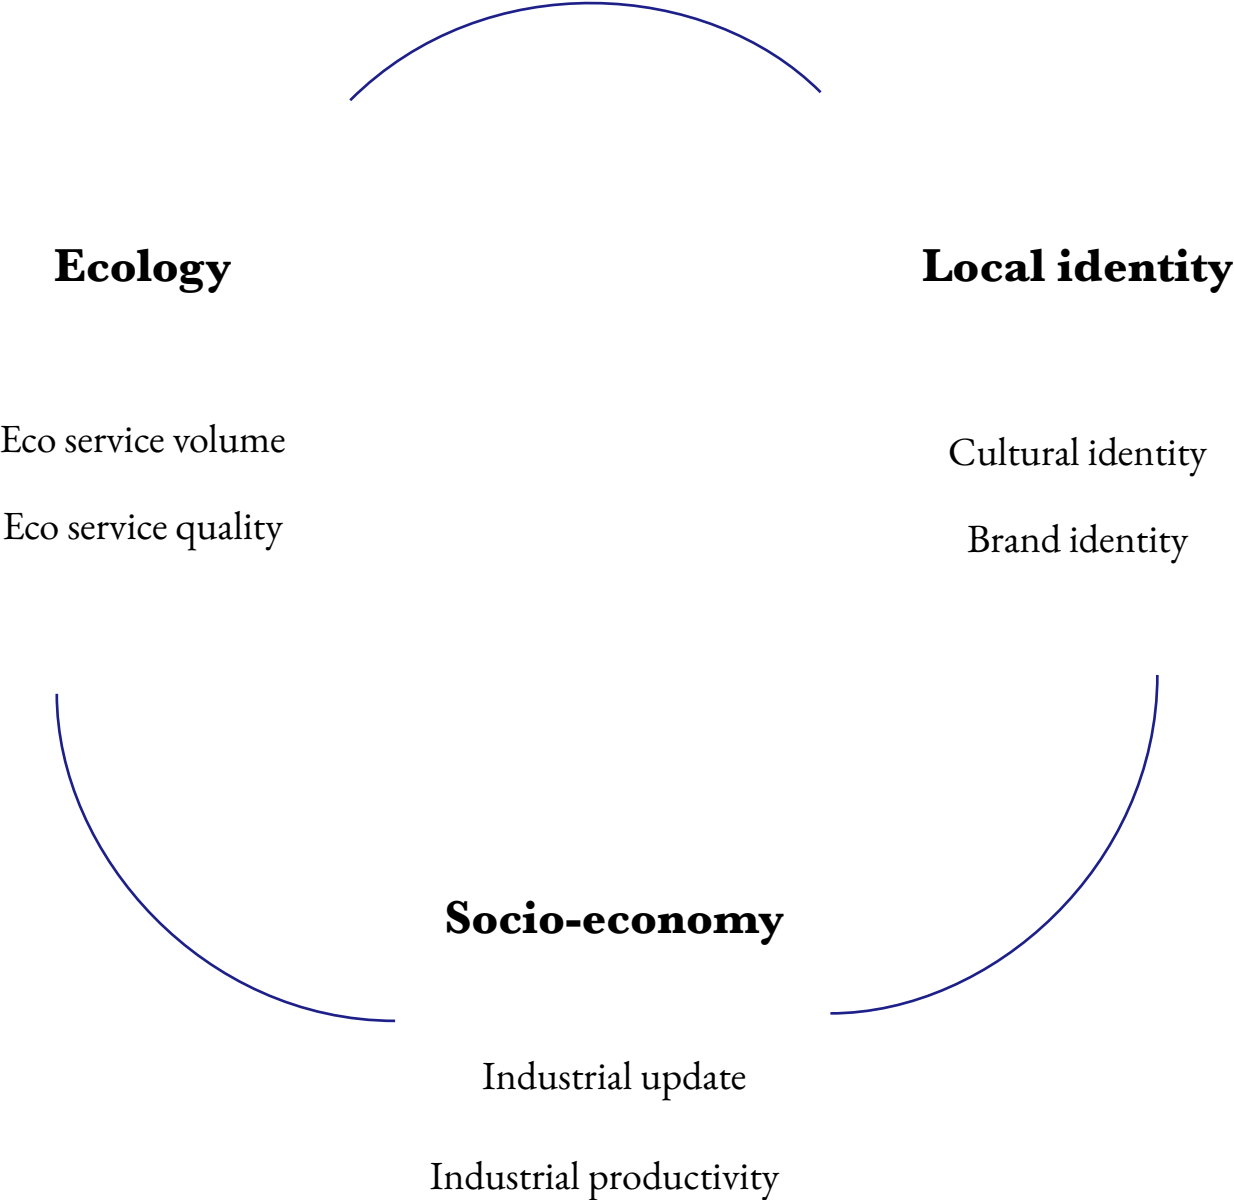 Ecology
Eco service volume
Eco service quality
Local identity
Cultural identity
Brand identity
Socio-economy
Industrial update
Industrial productivity